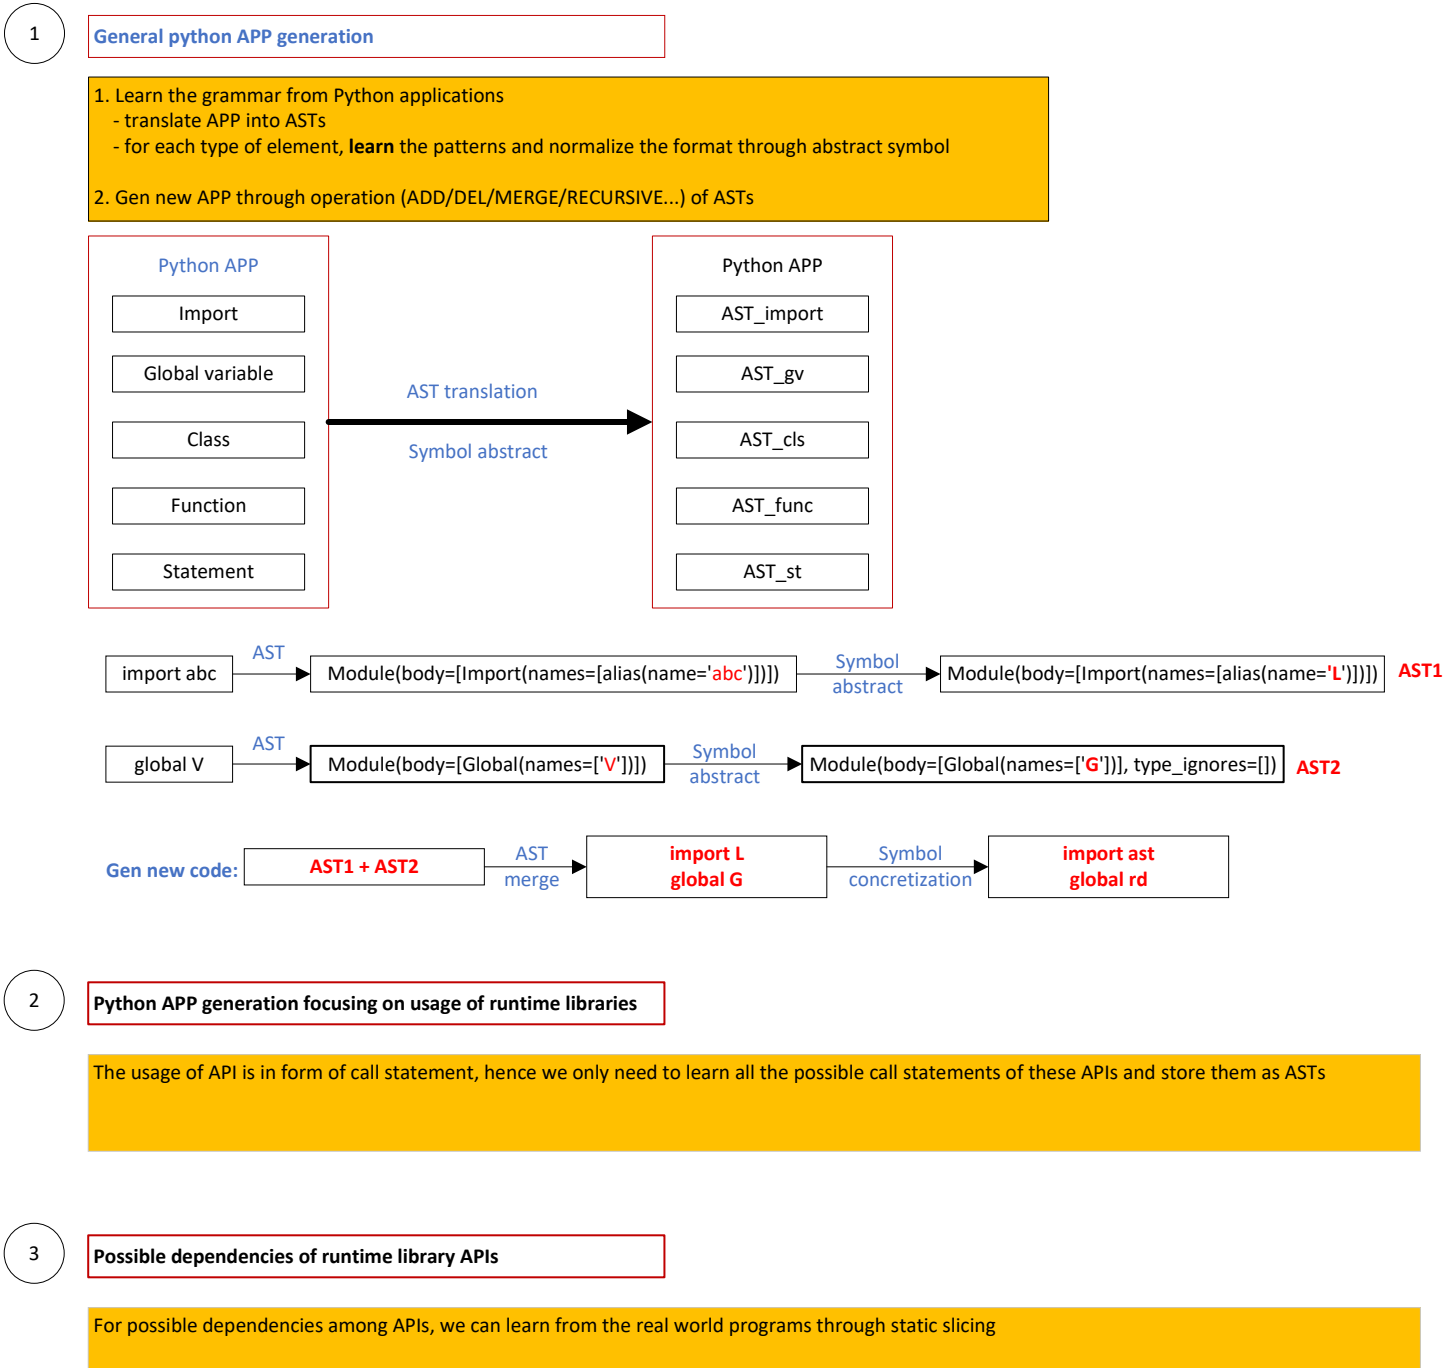 1
General python APP generation
1. Learn the grammar from Python applications
- translate APP into ASTs
- for each type of element, learn the patterns and normalize the format through abstract symbol
2. Gen new APP through operation (ADD/DEL/MERGE/RECURSIVE...) of ASTs
Python APP
Import
Global variable
Class
Function
Statement
AST translation
Symbol abstract
Python APP
AST_import
AST_gv
AST_cls
AST_func
AST_st
import abc
AST
Module(body=[Import(names=[alias(name='abc')])])
Symbol
abstract
Module(body=[Import(names=[alias(name='L')])])
AST1
global V
AST
Module(body=[Global(names=['V'])])
Symbol
abstract
Module(body=[Global(names=['G'])], type_ignores=[])
AST2
Gen new code:
AST1 + AST2
AST
merge
import L
global G
Symbol
concretization
import ast
global rd
2
Python APP generation focusing on usage of runtime libraries
The usage of API is in form of call statement, hence we only need to learn all the possible call statements of these APIs and store them as ASTs
3
Possible dependencies of runtime library APIs
For possible dependencies among APIs, we can learn from the real world programs through static slicing